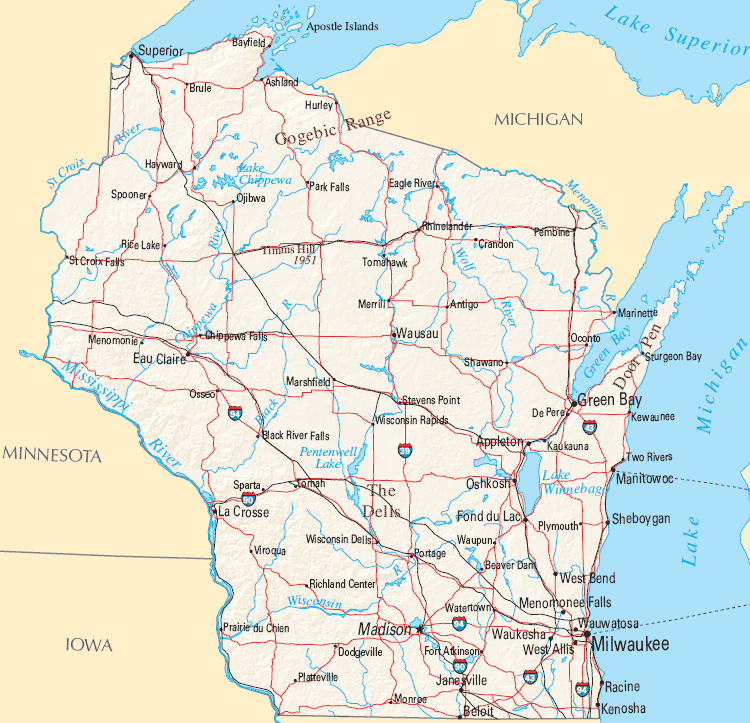 Apostle Islands
Lake Superior
Bayfield
Superior
Ashland
Brule
Hurley
MICHIGAN
Gogebic Range
St Croix River
Hayward
Lake
Chippewa
Park Falls
Eagle River
Menominee R
Spooner
Ojibwa
Rhinelander
Pembine
Rice Lake
River
Timms Hill
1951
Crandon
St Croix Falls
Tomahawk
Wolf River
Merrill
Antigo
Marinette
Chippewa
R
Chippewa Falls
Wausau
Oconto
Green Bay
Menomonie
Eau Claire
Shawano
Door Pen
Sturgeon Bay
Mississippi River
Marshfield
Osseo
94
Black
Stevens Point
Green Bay
De Pere
Lake Michigan
Wisconsin Rapids
Kewaunee
43
Black River Falls
Appleton
Kaukauna
MINNESOTA
Pentenwell
Lake
39
Two Rivers
Manitowoc
Sparta
Tomah
90
The
Dells
Oshkosh
Lake
Winnebag
La Crosse
Fond du Lac
Plymouth
Sheboygan
Wisconsin Dells
Waupun
Viroqua
Portage
Beaver Dam
West Bend
Richland Center
R
Wisconsin
Watertown
Menomonee Falls
Prairie du Chien
Madison
94
Wauwatosa
Waukesha
Milwaukee
IOWA
Dodgeville
Fort Atkinson
West Allis
90
Platteville
Janesville
43
94
Racine
Monroe
Beloit
Kenosha